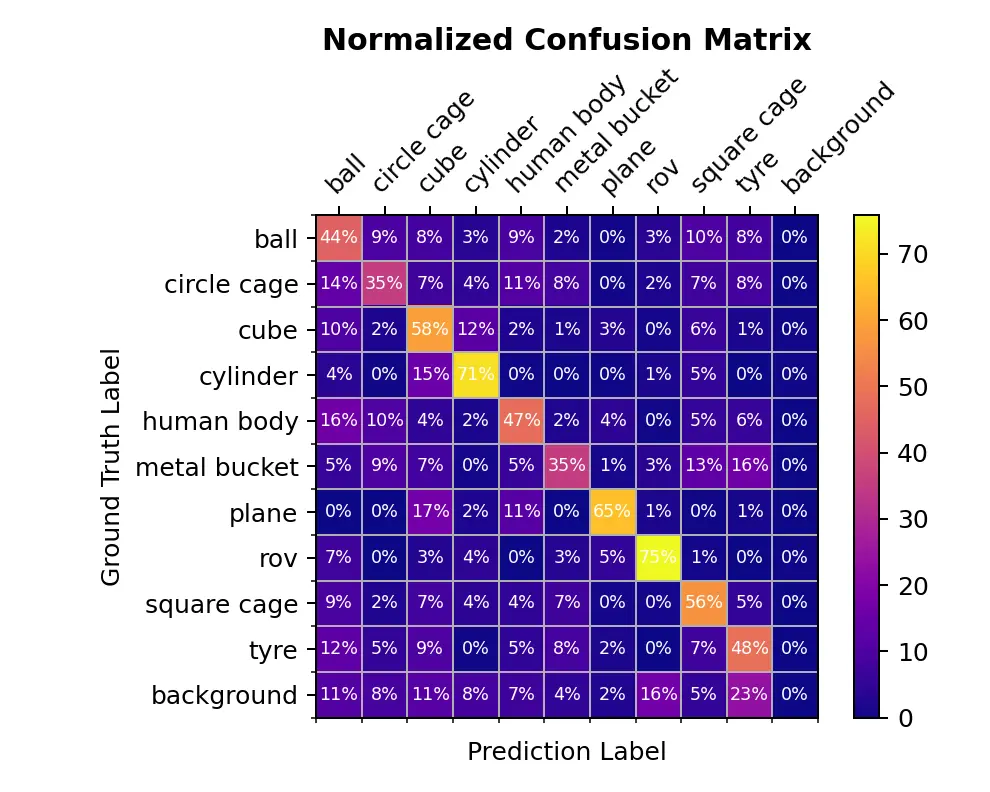 Normalized Confusion Matrix
ball circle cage cube cylinder human body metal bucket plane rov square cage tyre background
ball 44% 9% 8% 3% 9% 2% 0% 3% 10% 8% 0%
circle cage 14% 35% 7% 4% 11% 8% 0% 2% 7% 8% 0%
cube 10% 2% 58% 12% 2% 1% 3% 0% 6% 1% 0%
cylinder 4% 0% 15% 71% 0% 0% 0% 1% 5% 0% 0%
human body 16% 10% 4% 2% 47% 2% 4% 0% 5% 6% 0%
metal bucket 5% 9% 7% 0% 5% 35% 1% 3% 13% 16% 0%
plane 0% 0% 17% 2% 11% 0% 65% 1% 0% 1% 0%
rov 7% 0% 3% 4% 0% 3% 5% 75% 1% 0% 0%
square cage 9% 2% 7% 4% 4% 7% 0% 0% 56% 5% 0%
tyre 12% 5% 9% 0% 5% 8% 2% 0% 7% 48% 0%
background 11% 8% 11% 8% 7% 4% 2% 16% 5% 23% 0%
Ground Truth Label
Prediction Label
70
60
50
40
30
20
10
0